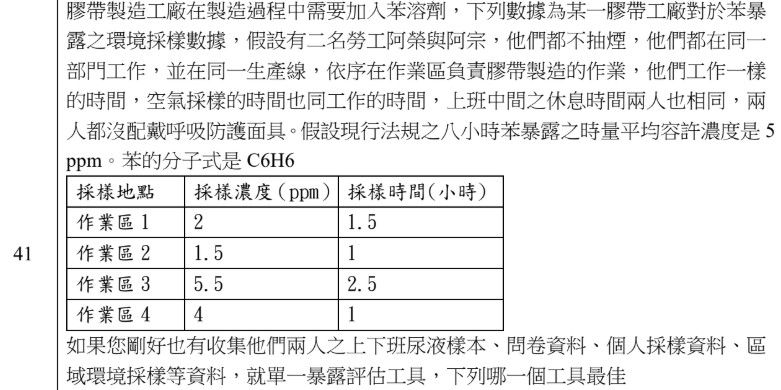 膠帶製造工廠在製造過程中需要加入苯溶劑，下列數據為某一膠帶工廠對於苯暴
露之環境採樣數據，假設有二名勞工阿榮與阿宗，他們都不抽煙，他們都在同一
部門工作，並在同一生產線，依序在作業區負責膠帶製造的作業，他們工作一樣
的時間，空氣採樣的時間也同工作的時間，上班中間之休息時間兩人也相同，兩
人都沒配戴呼吸防護面具。假設現行法規之八小時苯暴露之時量平均容許濃度是 5
ppm。苯的分子式是 C6H6
採樣地點 採樣濃度（ppm） 採樣時間(小時)
作業區 1 2 1.5
作業區 2 1.5 1
41
作業區 3 5.5 2.5
作業區 4 4 1
如果您剛好也有收集他們兩人之上下班尿液樣本、問卷資料、個人採樣資料、區
域環境採樣等資料，就單一暴露評估工具，下列哪一個工具最佳